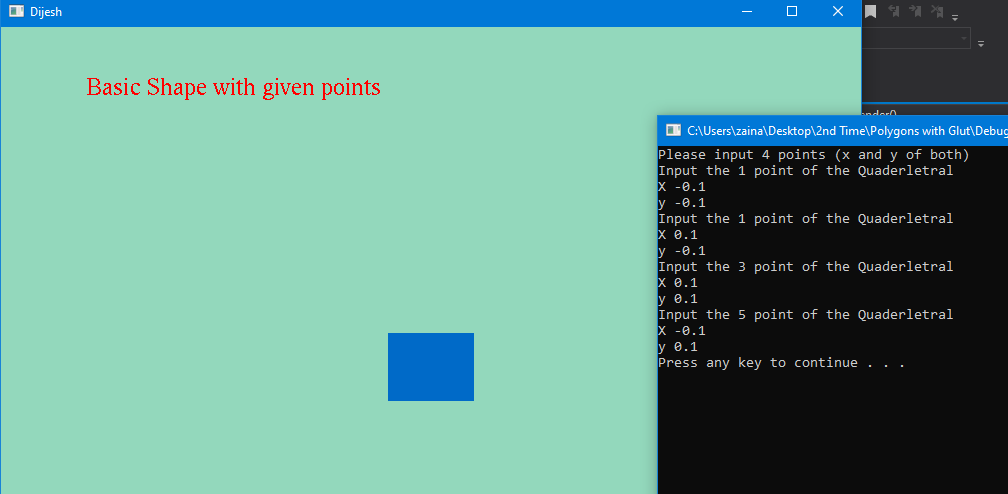 Dijesh
Basic Shape with given points
C:\Users\zaina\Desktop\2nd Time\Polygons with Glut\Debug
Please input 4 points (x and y of both)
Input the 1 point of the Quaderletral
X -0.1
y -0.1
Input the 1 point of the Quaderletral
X 0.1
y -0.1
Input the 3 point of the Quaderletral
X 0.1
y 0.1
Input the 5 point of the Quaderletral
X -0.1
y 0.1
Press any key to continue . . .